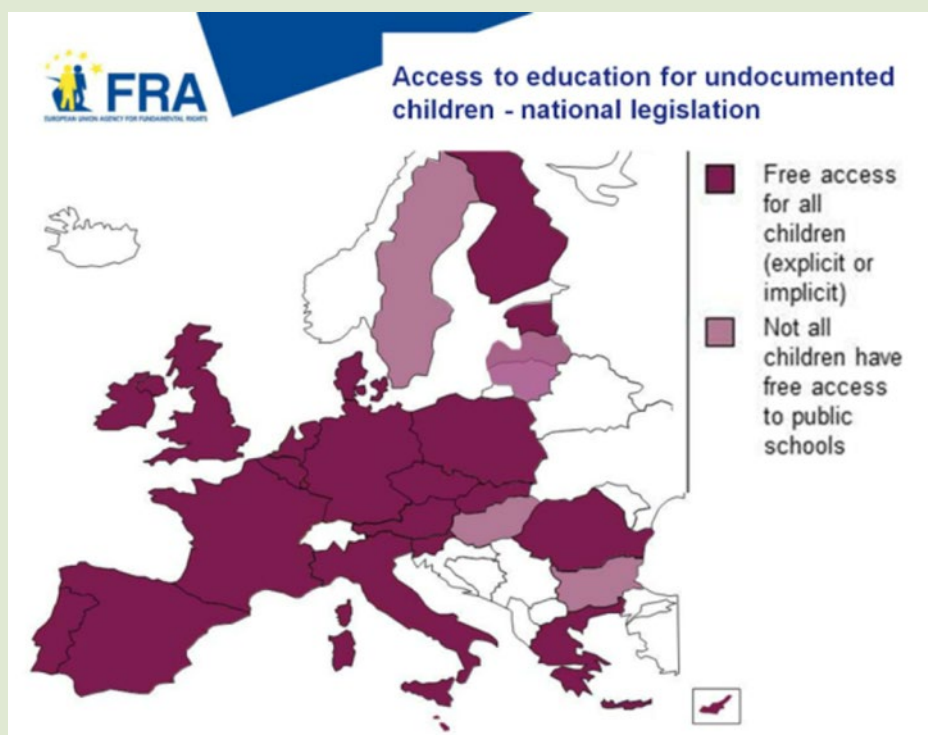 FRA
EUROPEAN UNION AGENCY FOR FUNDAMENTAL RIGHTS
Access to education for undocumented
children - national legislation
Free access
for all
children
(explicit or
implicit)
Not all
children have
free access
to public
schools